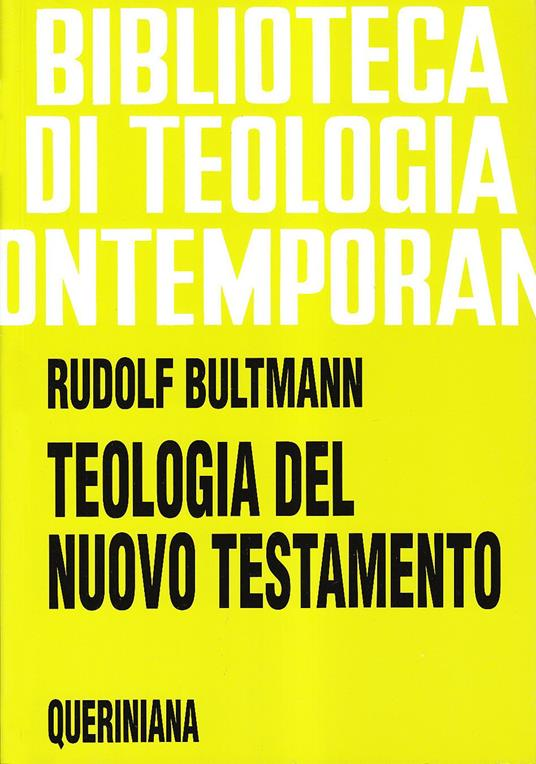 BIBLIOTECA
DI TEOLOGIA
ONTEMPORAN
RUDOLF BULTMANN
TEOLOGIA DEL
NUOVO TESTAMENTO
QUERINIANA